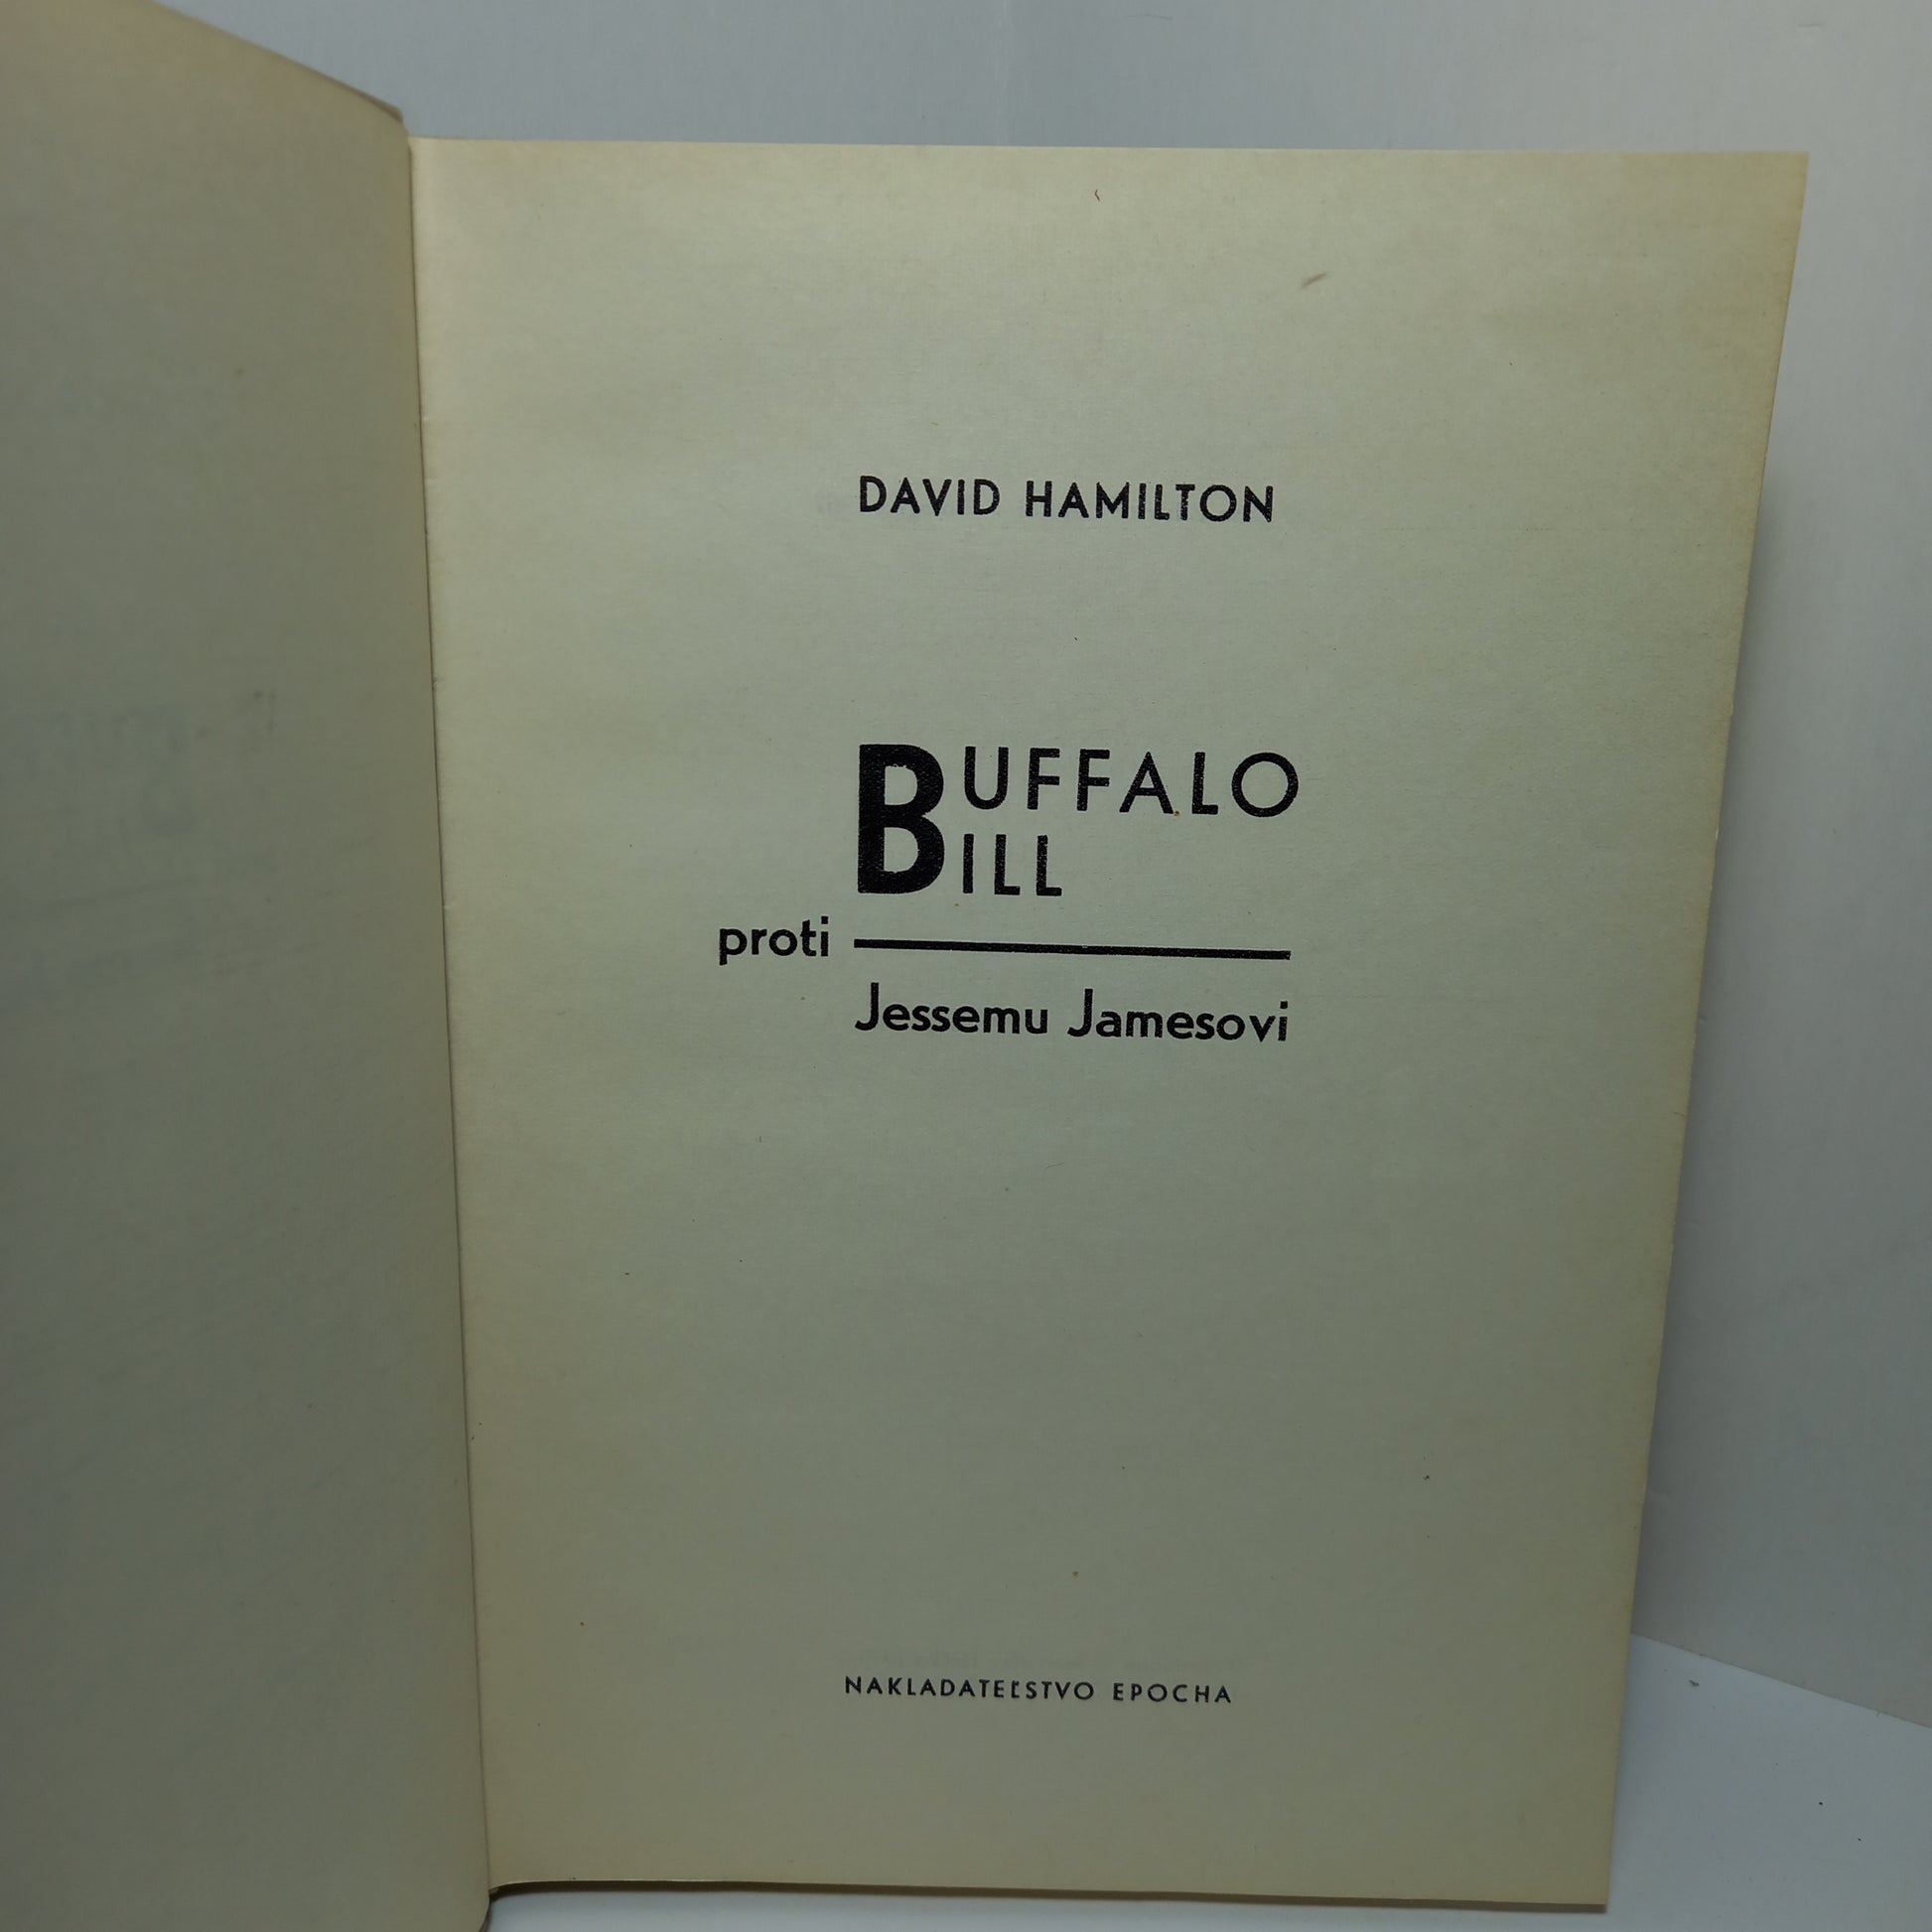 DAVID HAMILTON
BUFFALO
BILL
proti
Jessemu Jamesovi
NAKLADATEĽSTVO EPOCHA